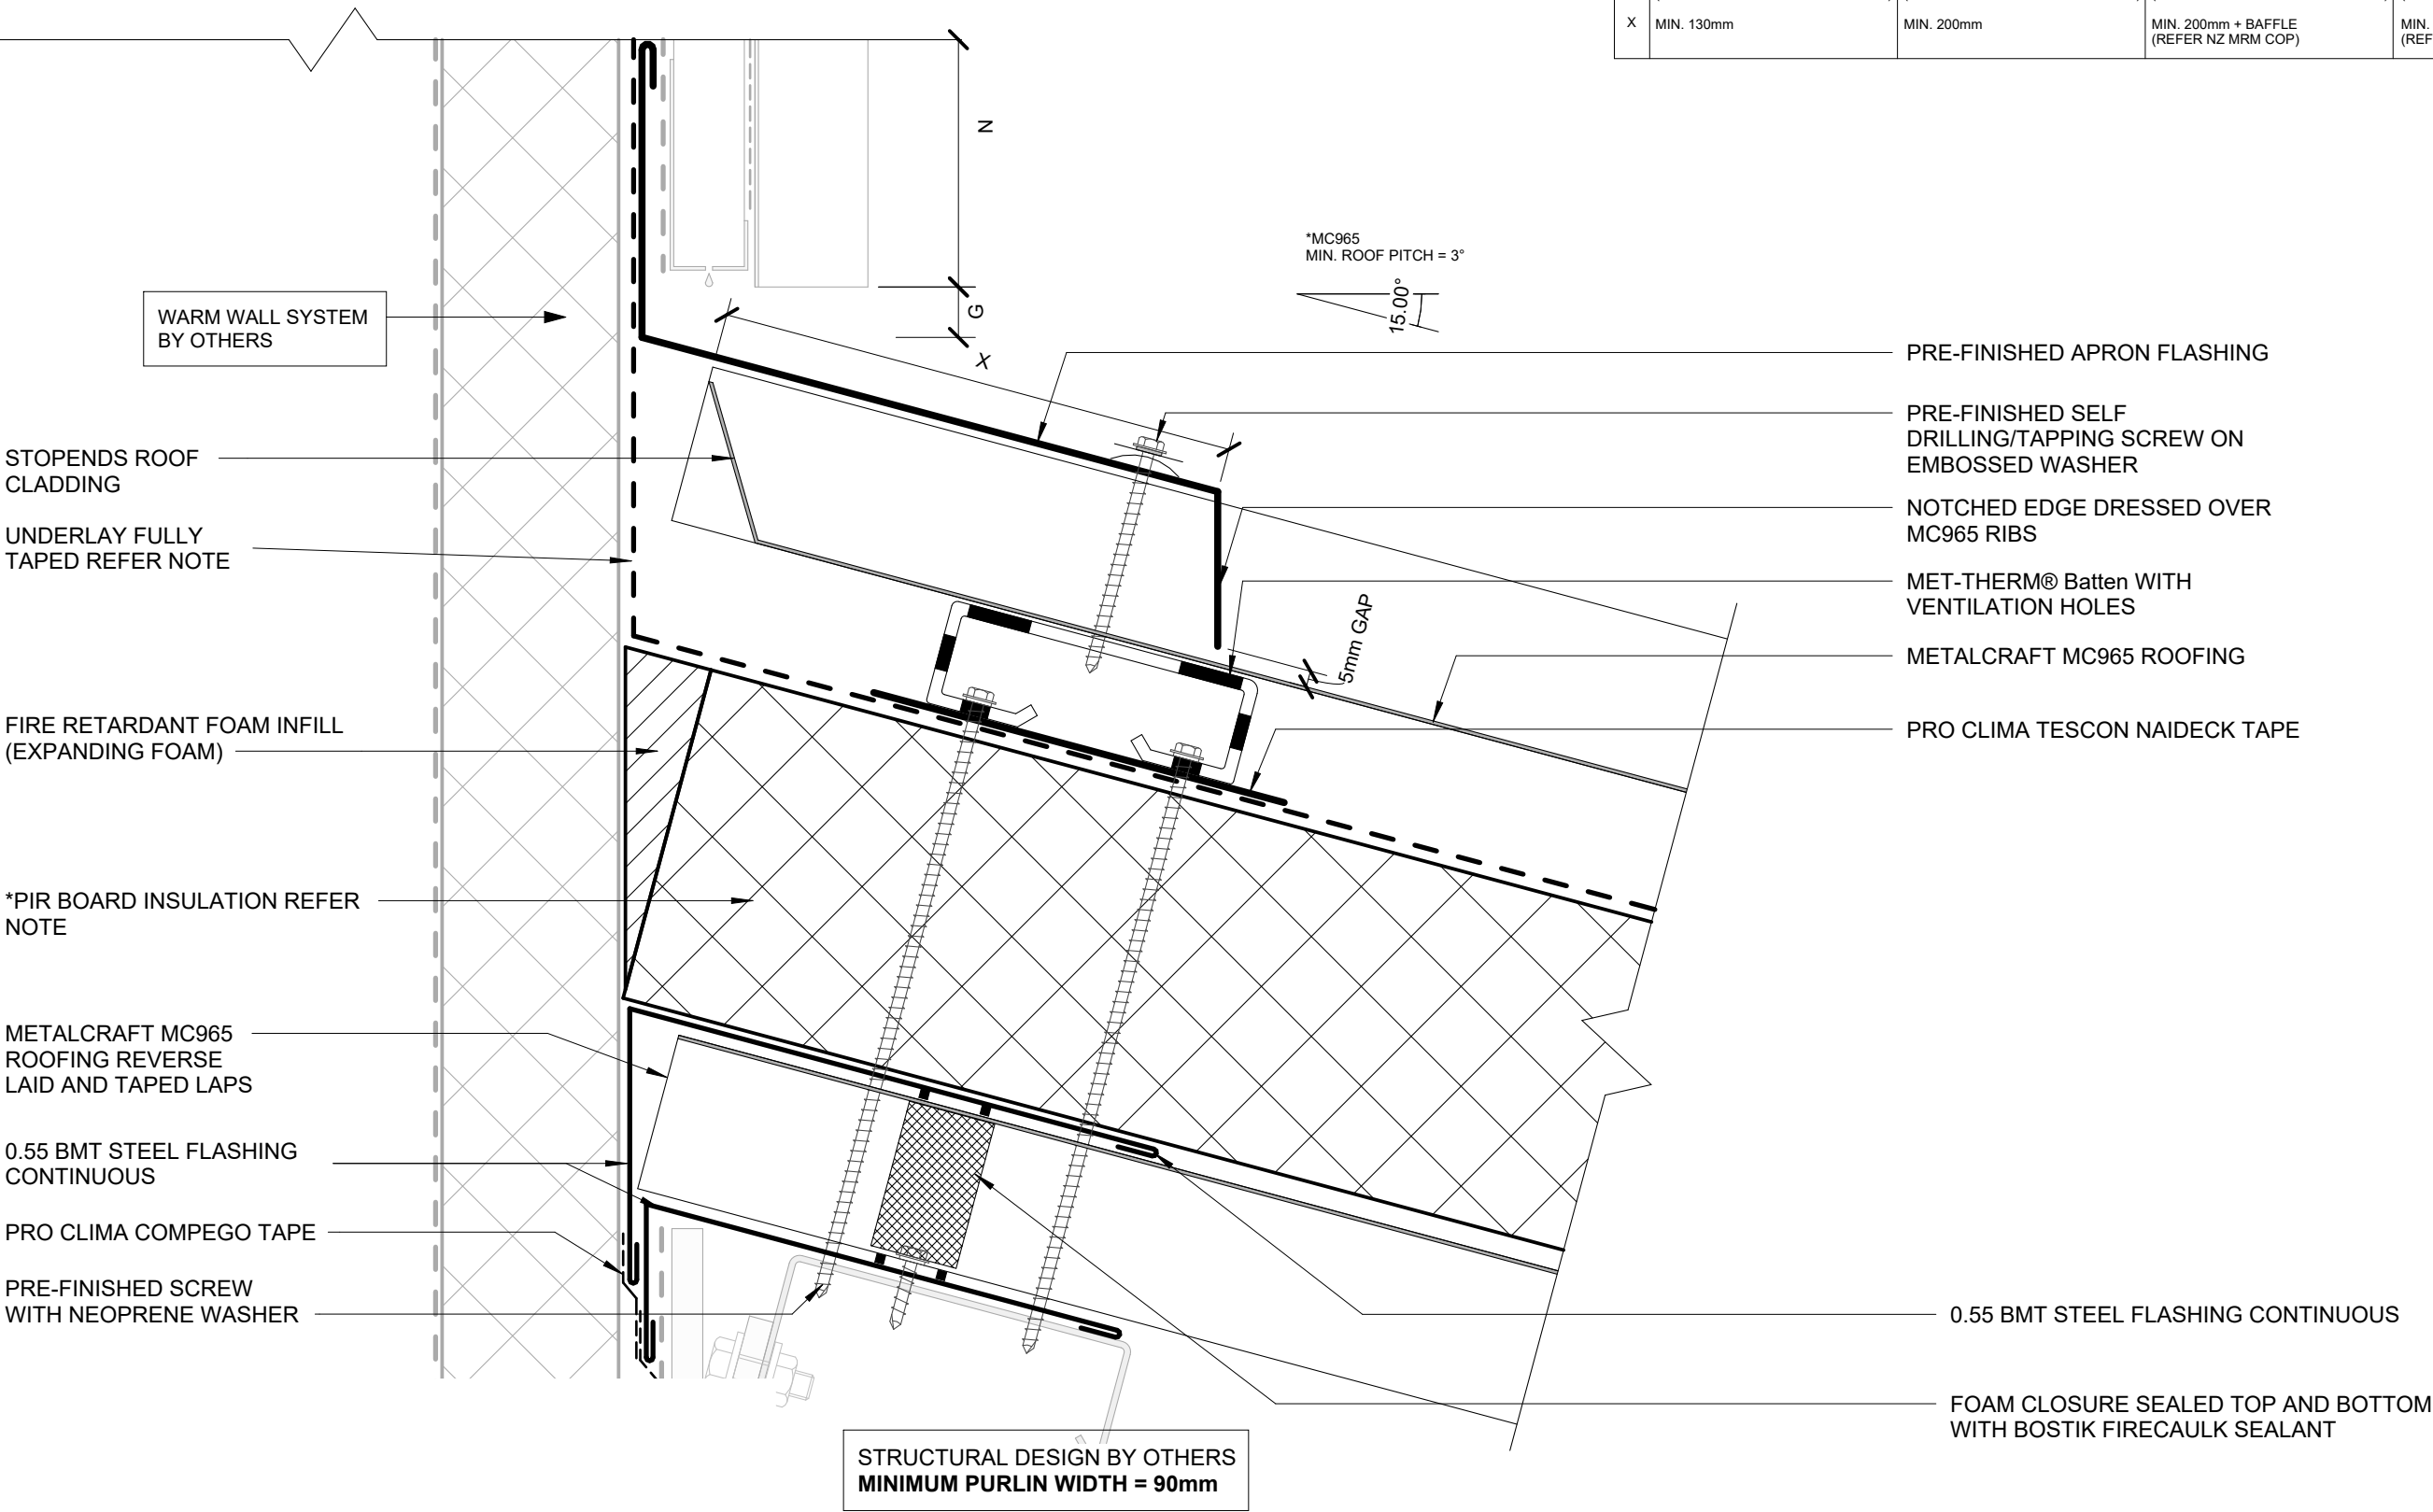 X
MIN. 130mm
MIN. 200mm
MIN. 200mm + BAFFLE
(REFER NZ MRM COP)
MIN.
(REF
N
G
X
*MC965
MIN. ROOF PITCH = 3°
15.00°
WARM WALL SYSTEM
BY OTHERS
STOPENDS ROOF
CLADDING
UNDERLAY FULLY
TAPED REFER NOTE
FIRE RETARDANT FOAM INFILL
(EXPANDING FOAM)
*PIR BOARD INSULATION REFER
NOTE
METALCRAFT MC965
ROOFING REVERSE
LAID AND TAPED LAPS
0.55 BMT STEEL FLASHING
CONTINUOUS
PRO CLIMA COMPEGO TAPE
PRE-FINISHED SCREW
WITH NEOPRENE WASHER
PRE-FINISHED APRON FLASHING
PRE-FINISHED SELF
DRILLING/TAPPING SCREW ON
EMBOSSED WASHER
NOTCHED EDGE DRESSED OVER
MC965 RIBS
MET-THERM® Batten WITH
VENTILATION HOLES
METALCRAFT MC965 ROOFING
PRO CLIMA TESCON NAIDECK TAPE
5mm GAP
0.55 BMT STEEL FLASHING CONTINUOUS
FOAM CLOSURE SEALED TOP AND BOTTOM
WITH BOSTIK FIRECAULK SEALANT
STRUCTURAL DESIGN BY OTHERS
MINIMUM PURLIN WIDTH = 90mm